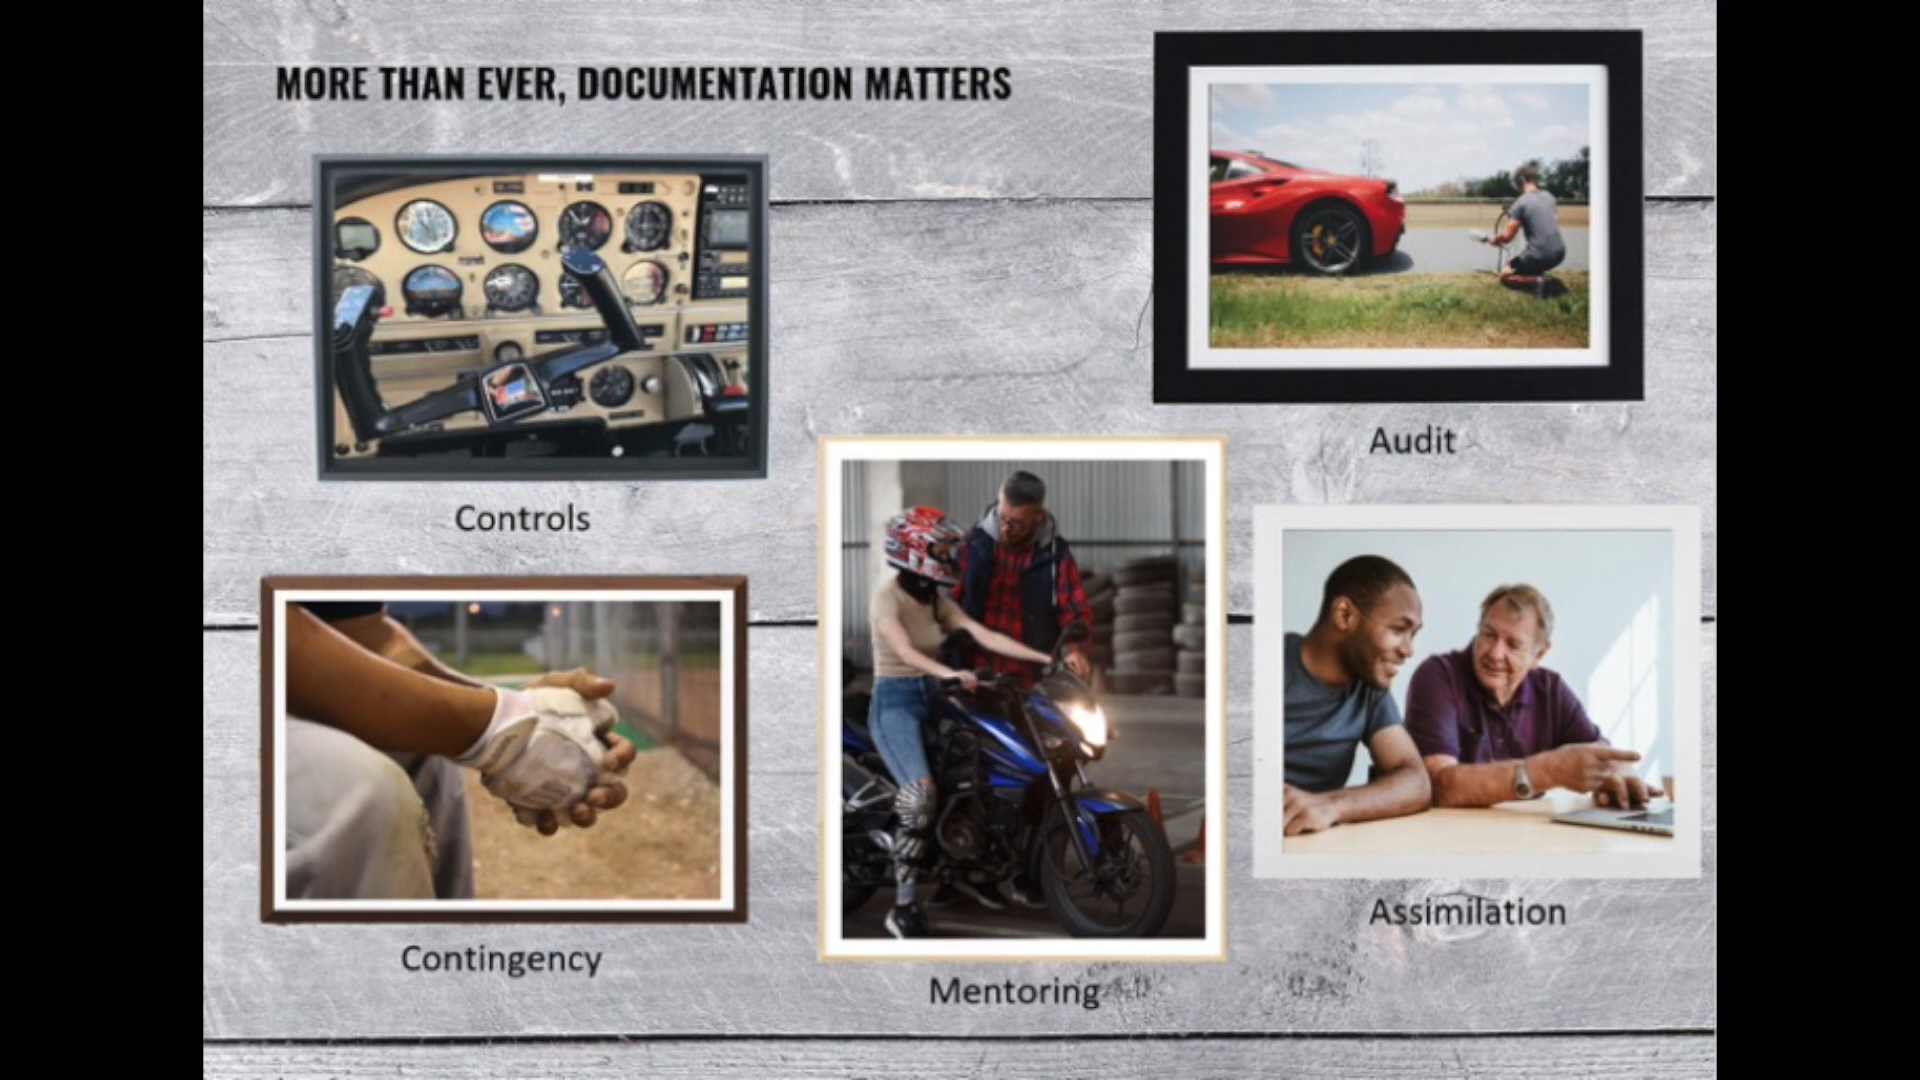 MORE THAN EVER, DOCUMENTATION MATTERS
Audit
Controls
Assimilation
Contingency
Mentoring